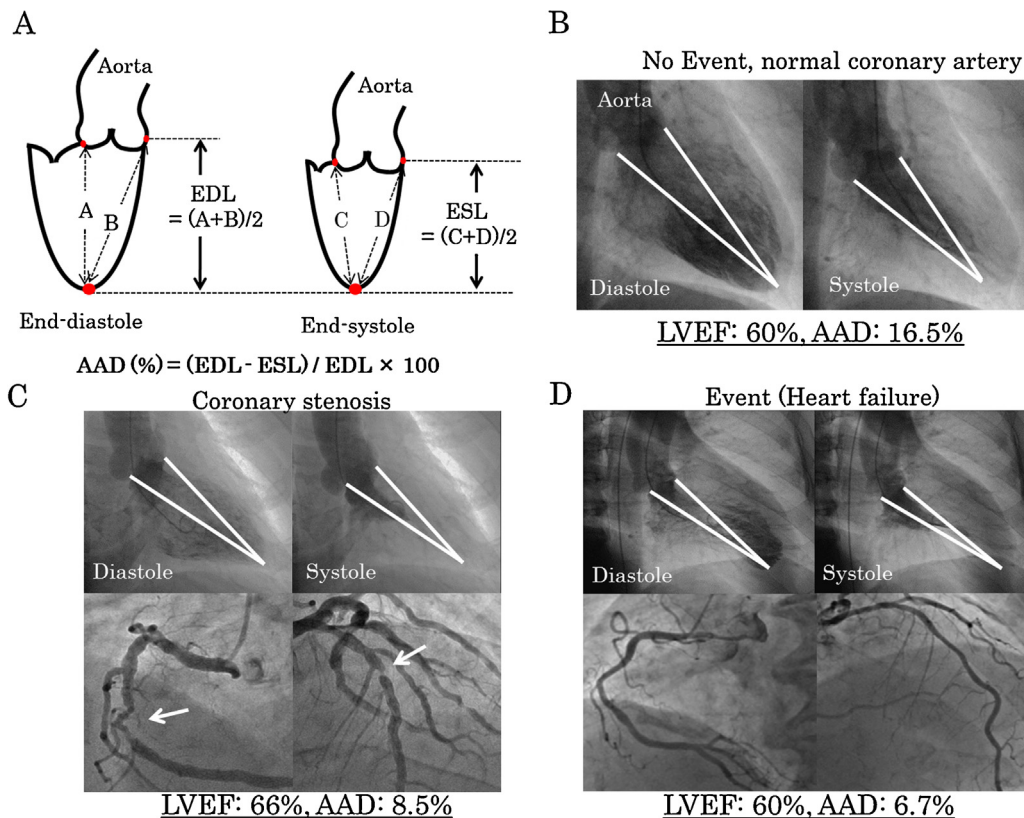 A
Aorta
Aorta
A
B
EDL
= (A+B)/2
C
D
ESL
= (C+D)/2
End-diastole
End-systole
AAD (%) = (EDL - ESL) / EDL × 100
B
No Event, normal coronary artery
Aorta
Diastole
Systole
LVEF: 60%, AAD: 16.5%
C
Coronary stenosis
Diastole
Systole
LVEF: 66%, AAD: 8.5%
D
Event (Heart failure)
Diastole
Systole
LVEF: 60%, AAD: 6.7%